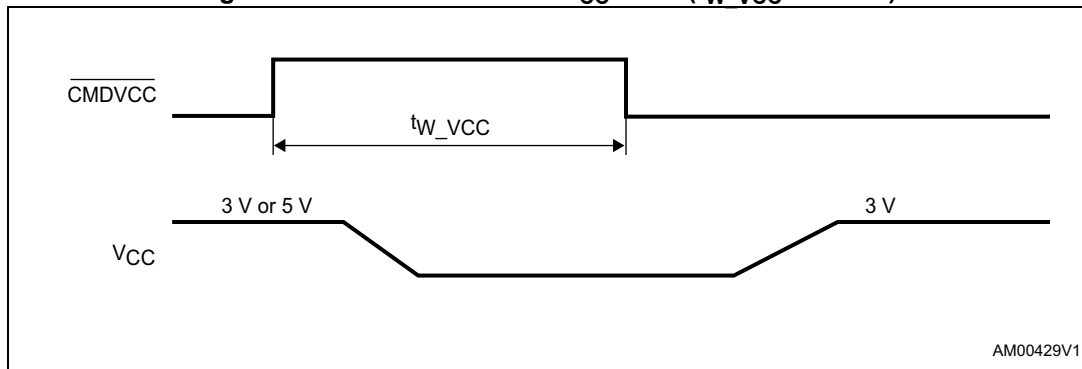 CMDVCC
tW_VCC
3 V or 5 V
3 V
VCC
AM00429V1